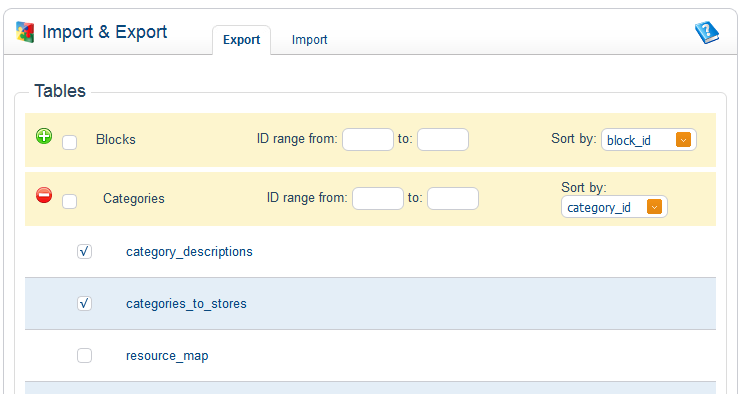 Import & Export
Export
Import
Tables
Blocks ID range from: to: Sort by: block_id
Categories ID range from: to: Sort by: category_id
category_descriptions
categories_to_stores
resource_map